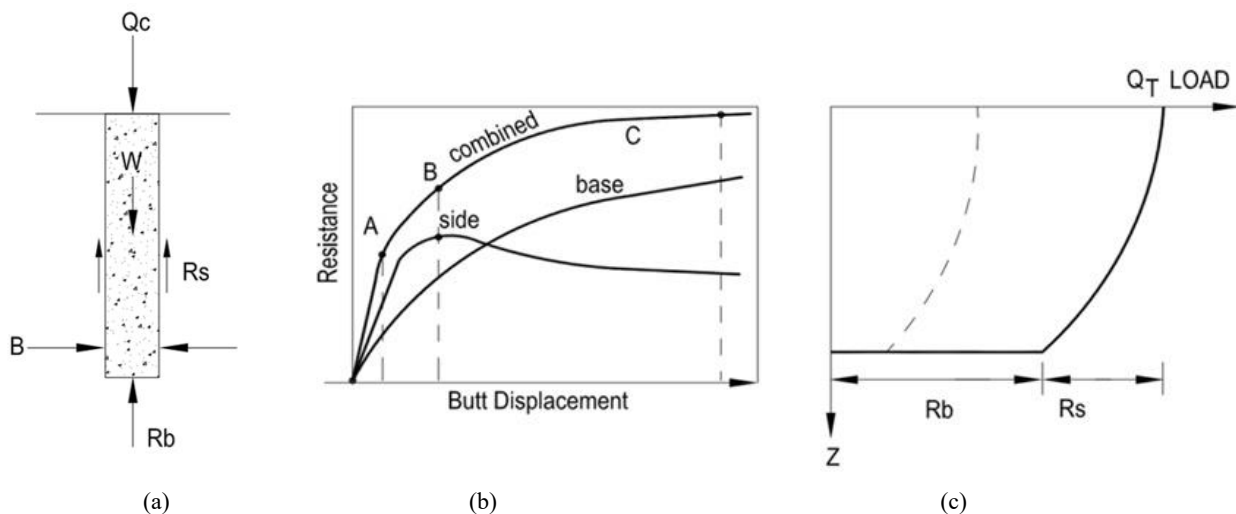 Qc
W
Rs
B
Rb
(a)
Resistance
A
B
combined
C
base
side
Butt Displacement
(b)
QT LOAD
Rb
Rs
Z
(c)